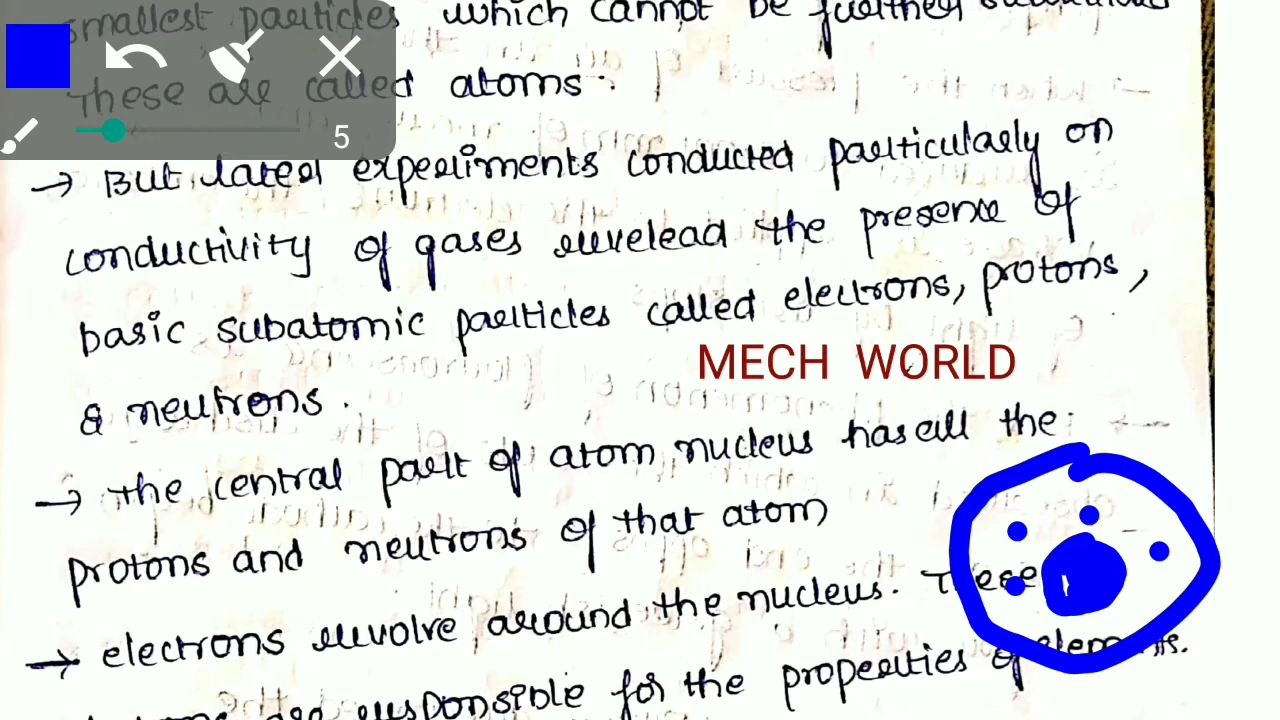 smallest particles which cannot be further
These are called atoms.
5
→ But later experiments conducted particularly on
conductivity of gases revelead the presence of
basic subatomic particles called electrons, protons,
& neutrons.
MECH WORLD
→ The central part of atom nucleus has all the
protons and neutrons of that atom
→ electrons revolve around the nucleus. These
are responsible for the properties of elements.